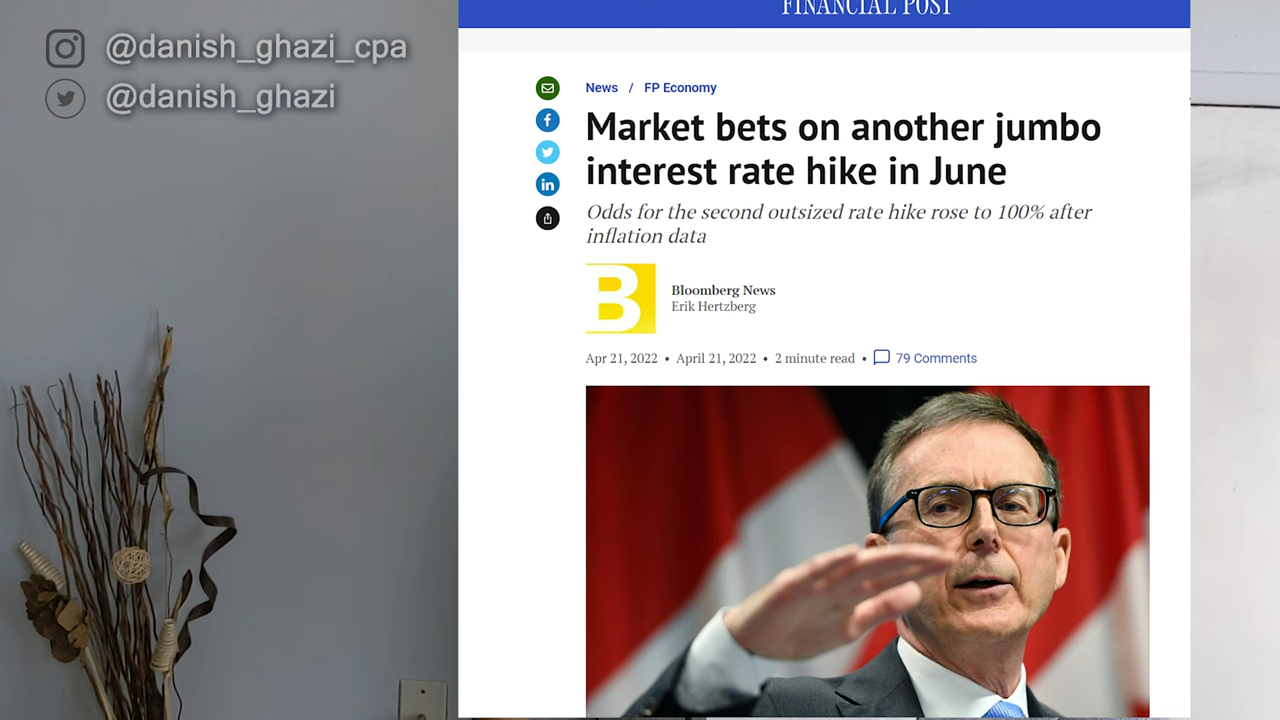 @danish_ghazi_cpa
@danish_ghazi
FINANCIAL POST
News / FP Economy
Market bets on another jumbo
interest rate hike in June
Odds for the second outsized rate hike rose to 100% after
inflation data
B
Bloomberg News
Erik Hertzberg
Apr 21, 2022 • April 21, 2022 • 2 minute read • 79 Comments